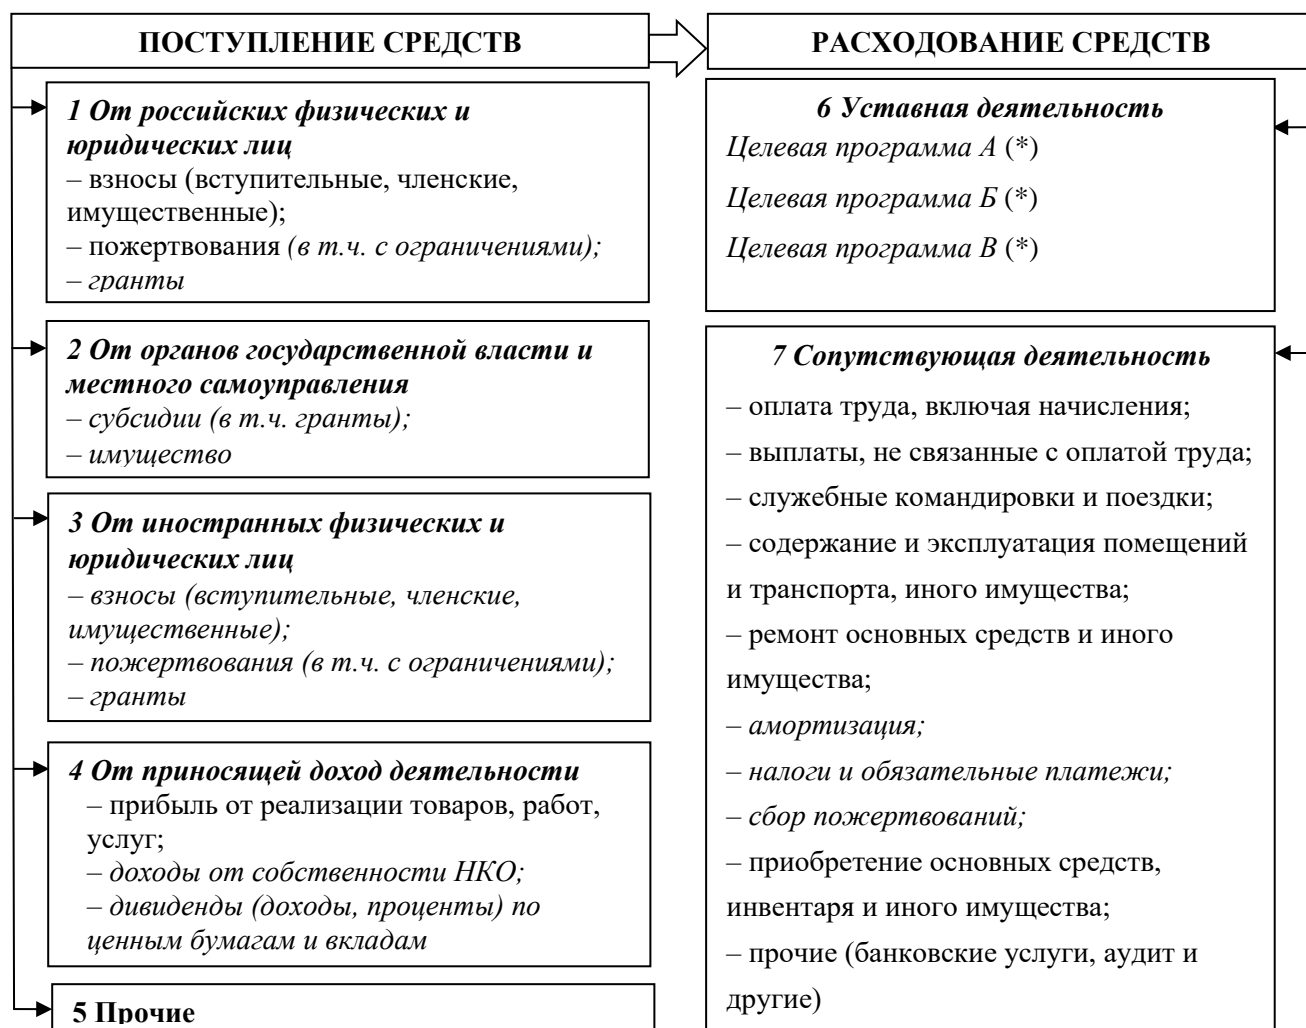 ПОСТУПЛЕНИЕ СРЕДСТВ
1 От российских физических и
юридических лиц
– взносы (вступительные, членские,
имущественные);
– пожертвования (в т.ч. с ограничениями);
– гранты
2 От органов государственной власти и
местного самоуправления
– субсидии (в т.ч. гранты);
– имущество
3 От иностранных физических и
юридических лиц
– взносы (вступительные, членские,
имущественные);
– пожертвования (в т.ч. с ограничениями);
– гранты
4 От приносящей доход деятельности
– прибыль от реализации товаров, работ,
услуг;
– доходы от собственности НКО;
– дивиденды (доходы, проценты) по
ценным бумагам и вкладам
5 Прочие
РАСХОДОВАНИЕ СРЕДСТВ
6 Уставная деятельность
Целевая программа А (*)
Целевая программа Б (*)
Целевая программа В (*)
7 Сопутствующая деятельность
– оплата труда, включая начисления;
– выплаты, не связанные с оплатой труда;
– служебные командировки и поездки;
– содержание и эксплуатация помещений
и транспорта, иного имущества;
– ремонт основных средств и иного
имущества;
– амортизация;
– налоги и обязательные платежи;
– сбор пожертвований;
– приобретение основных средств,
инвентаря и иного имущества;
– прочие (банковские услуги, аудит и
другие)